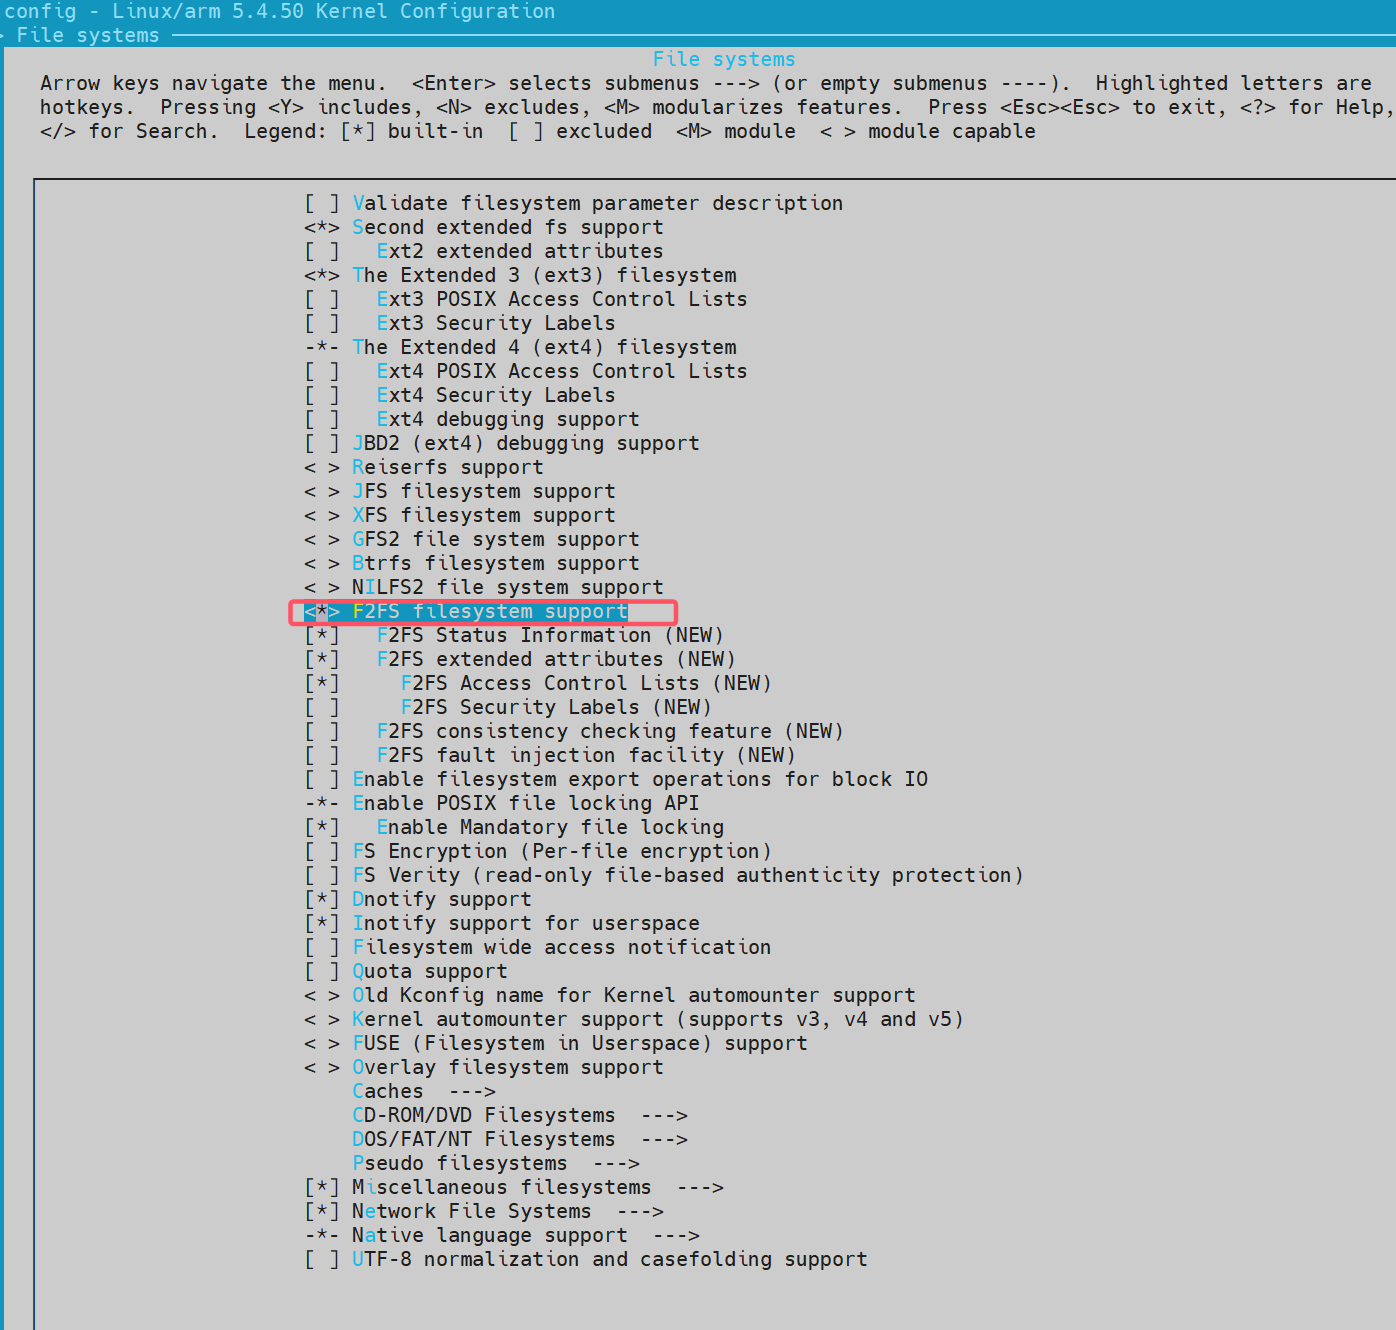 config - Linux/arm 5.4.50 Kernel Configuration
> File systems
File systems
Arrow keys navigate the menu.  <Enter> selects submenus ---> (or empty submenus ----).  Highlighted letters are
hotkeys.  Pressing <Y> includes, <N> excludes, <M> modularizes features.  Press <Esc><Esc> to exit, <?> for Help,
</> for Search.  Legend: [*] built-in  [ ] excluded  <M> module  < > module capable
[ ] Validate filesystem parameter description
<*> Second extended fs support
[ ]   Ext2 extended attributes
<*> The Extended 3 (ext3) filesystem
[ ]   Ext3 POSIX Access Control Lists
[ ]   Ext3 Security Labels
-*- The Extended 4 (ext4) filesystem
[ ]   Ext4 POSIX Access Control Lists
[ ]   Ext4 Security Labels
[ ]   Ext4 debugging support
[ ] JBD2 (ext4) debugging support
< > Reiserfs support
< > JFS filesystem support
< > XFS filesystem support
< > GFS2 file system support
< > Btrfs filesystem support
< > NILFS2 file system support
<*> F2FS filesystem support
[*]   F2FS Status Information (NEW)
[*]   F2FS extended attributes (NEW)
[*]     F2FS Access Control Lists (NEW)
[ ]     F2FS Security Labels (NEW)
[ ]   F2FS consistency checking feature (NEW)
[ ]   F2FS fault injection facility (NEW)
[ ] Enable filesystem export operations for block IO
-*- Enable POSIX file locking API
[*]   Enable Mandatory file locking
[ ] FS Encryption (Per-file encryption)
[ ] FS Verity (read-only file-based authenticity protection)
[*] Dnotify support
[*] Inotify support for userspace
[ ] Filesystem wide access notification
[ ] Quota support
< > Old Kconfig name for Kernel automounter support
< > Kernel automounter support (supports v3, v4 and v5)
< > FUSE (Filesystem in Userspace) support
< > Overlay filesystem support
Caches  --->
CD-ROM/DVD Filesystems  --->
DOS/FAT/NT Filesystems  --->
Pseudo filesystems  --->
[*] Miscellaneous filesystems  --->
[*] Network File Systems  --->
-*- Native language support  --->
[ ] UTF-8 normalization and casefolding support